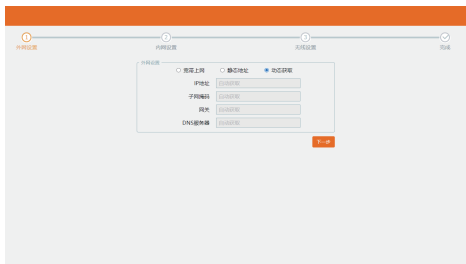 1 2 3
外网设置 内网设置 无线设置 完成
外网设置
宽带上网 静态地址 动态获取
IP地址 自动获取
子网掩码 自动获取
网关 自动获取
DNS服务器 自动获取
下一步